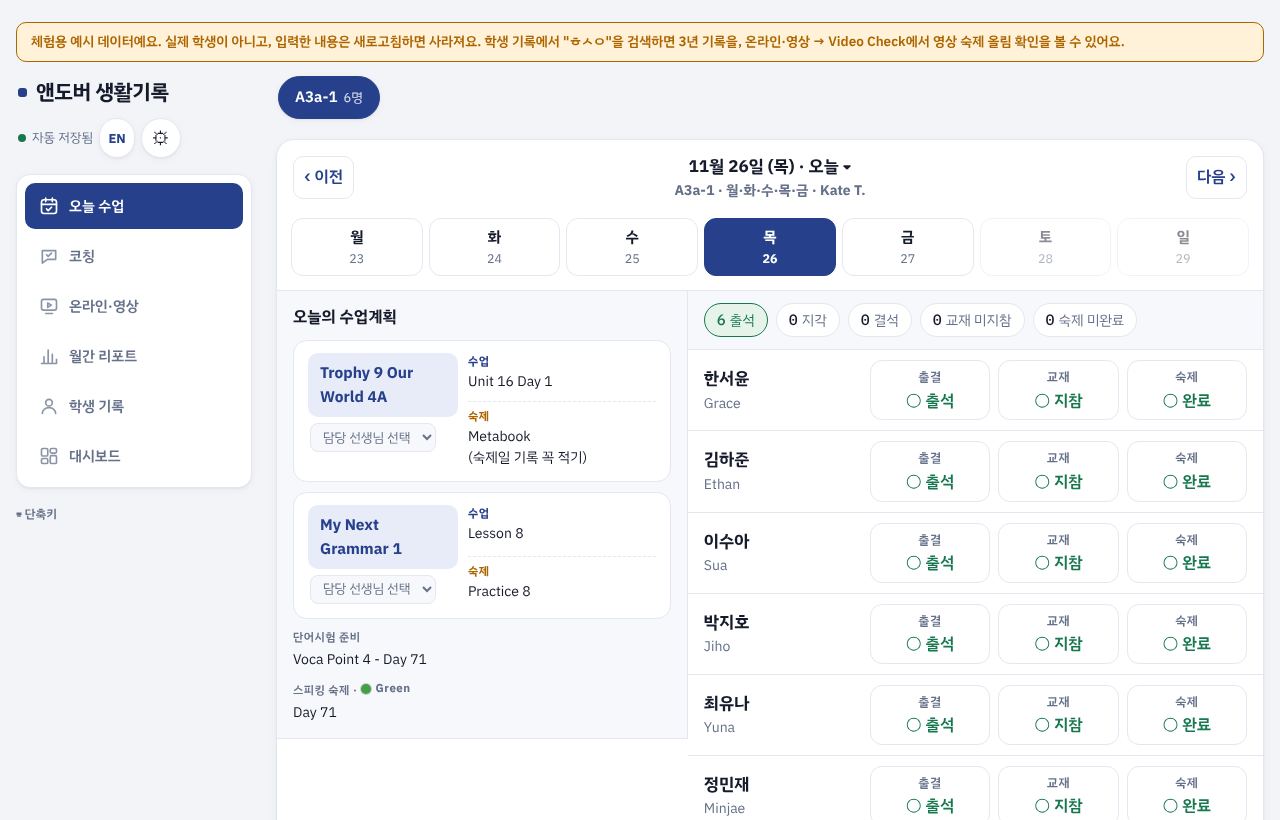 체험용 예시 데이터예요. 실제 학생이 아니고, 입력한 내용은 새로고침하면 사라져요. 학생 기록에서 "ㅎㅅㅇ"을 검색하면 3년 기록을, 온라인·영상 → Video Check에서 영상 숙제 올림 확인을 볼 수 있어요.
앤도버 생활기록
자동 저장됨 EN
오늘 수업
코칭
온라인·영상
월간 리포트
학생 기록
대시보드
단축키
A3a-1 6명
‹ 이전
11월 26일 (목) · 오늘
A3a-1 · 월·화·수·목·금 · Kate T.
다음 ›
월 화 수 목 금 토 일
23 24 25 26 27 28 29
오늘의 수업계획
Trophy 9 Our World 4A
담당 선생님 선택
수업
Unit 16 Day 1
숙제
Metabook
(숙제일 기록 꼭 적기)
My Next Grammar 1
담당 선생님 선택
수업
Lesson 8
숙제
Practice 8
단어시험 준비
Voca Point 4 - Day 71
스피킹 숙제 · Green
Day 71
6 출석 0 지각 0 결석 0 교재 미지참 0 숙제 미완료
한서윤
Grace
출결 교재 숙제
○ 출석 ○ 지참 ○ 완료
김하준
Ethan
출결 교재 숙제
○ 출석 ○ 지참 ○ 완료
이수아
Sua
출결 교재 숙제
○ 출석 ○ 지참 ○ 완료
박지호
Jiho
출결 교재 숙제
○ 출석 ○ 지참 ○ 완료
최유나
Yuna
출결 교재 숙제
○ 출석 ○ 지참 ○ 완료
정민재
Minjae
출결 교재 숙제
○ 출석 ○ 지참 ○ 완료